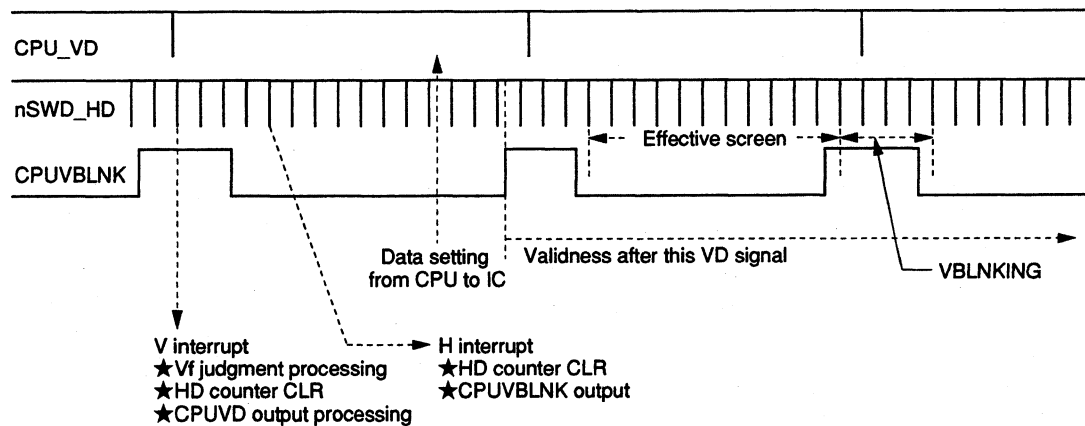 CPU_VD
nSWD_HD
Effective screen
CPUVBLNK
Data setting
from CPU to IC
Validness after this VD signal
VBLNKING
V interrupt
★Vf judgment processing
★HD counter CLR
★CPUVD output processing
H interrupt
★HD counter CLR
★CPUVBLNK output